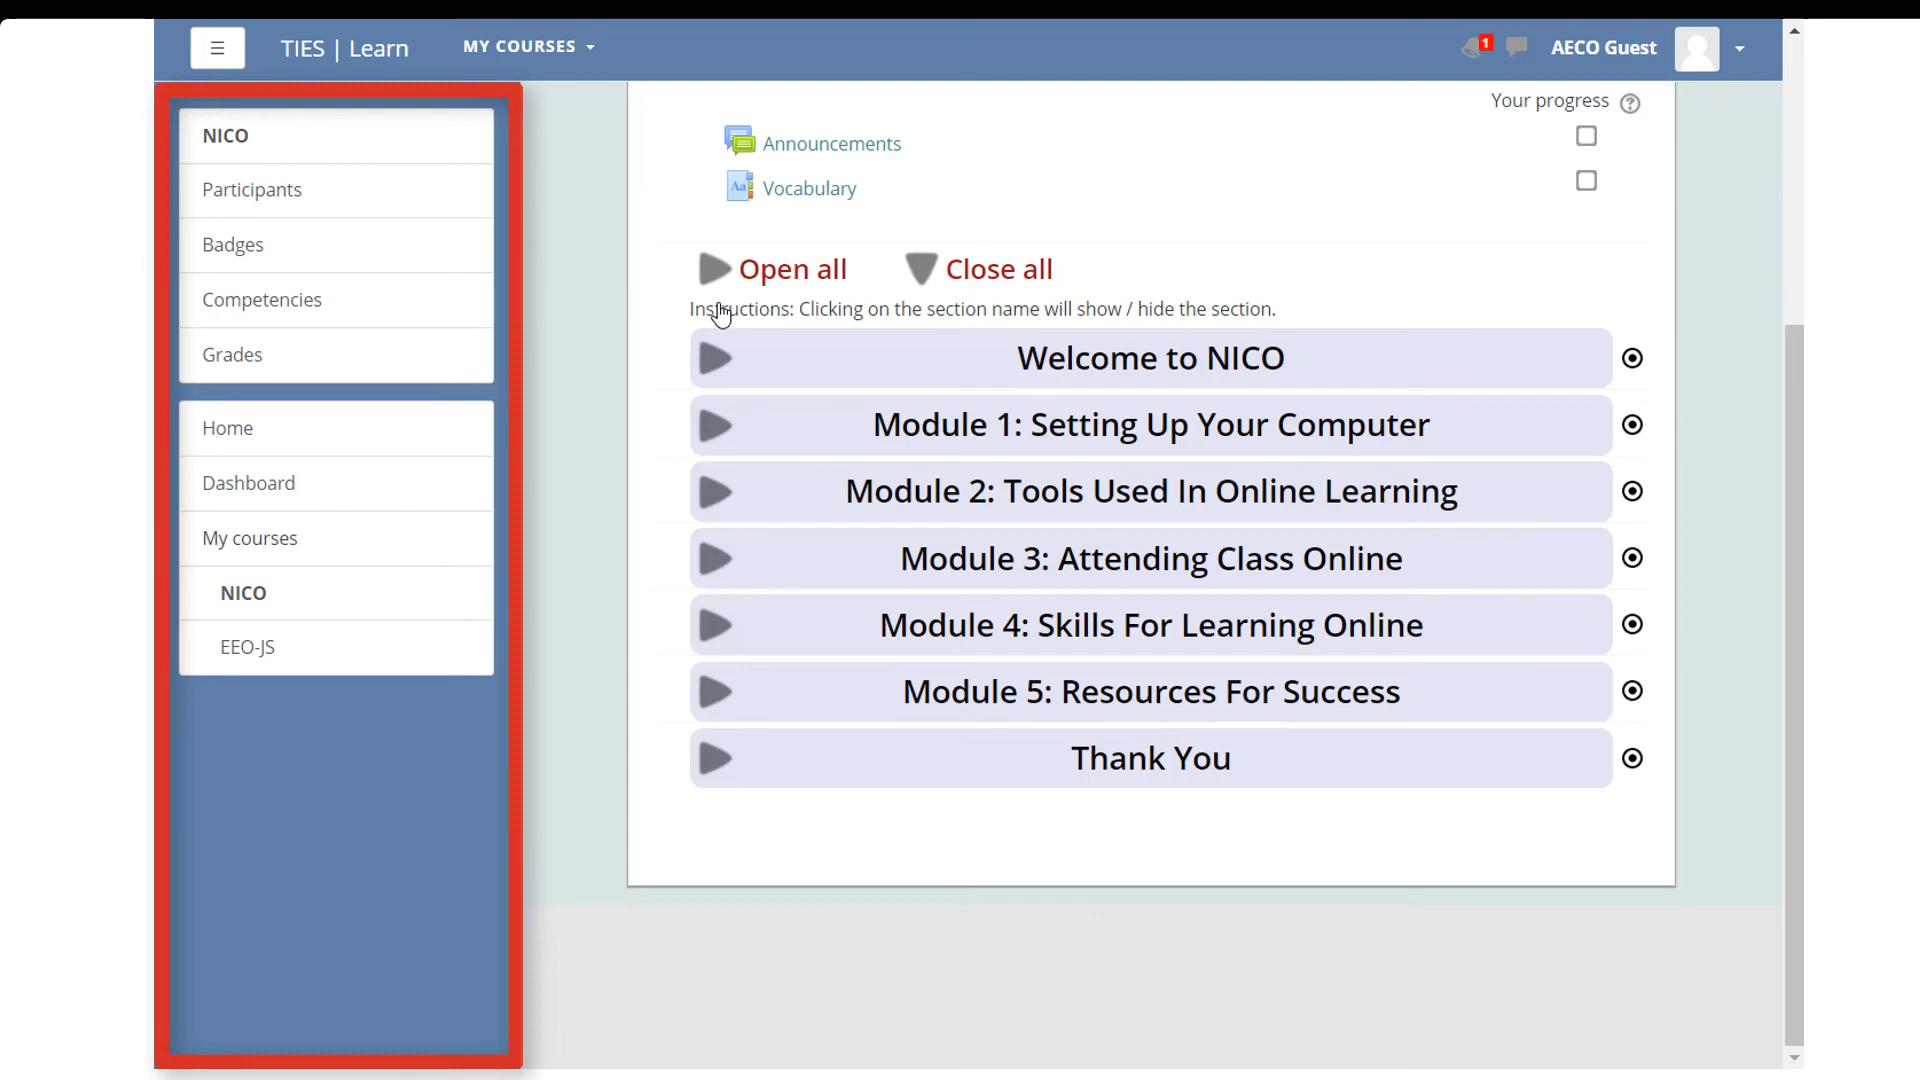 ☰ TIES | Learn MY COURSES 1 AECO Guest
NICO
Participants
Badges
Competencies
Grades
Home
Dashboard
My courses
NICO
EEO-JS
Your progress ?
Announcements
Aa Vocabulary
Open all Close all
Instructions: Clicking on the section name will show / hide the section.
Welcome to NICO
Module 1: Setting Up Your Computer
Module 2: Tools Used In Online Learning
Module 3: Attending Class Online
Module 4: Skills For Learning Online
Module 5: Resources For Success
Thank You